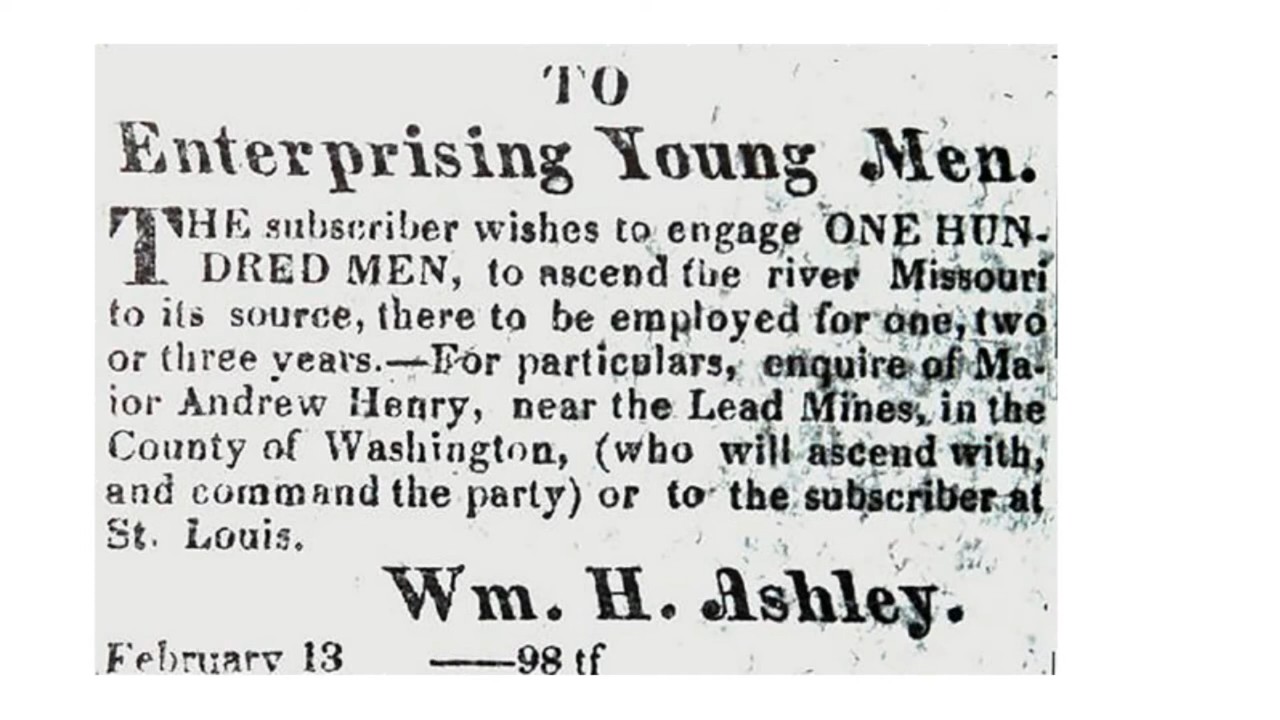 TO
Enterprising Young Men.
THE subscriber wishes to engage ONE HUN-
DRED MEN, to ascend the river Missouri
to its source, there to be employed for one, two
or three years.—For particulars, enquire of Ma-
jor Andrew Henry, near the Lead Mines, in the
County of Washington, (who will ascend with,
and command the party) or to the subscriber at
St. Louis.
Wm. H. Ashley.
February 13 ——98 tf